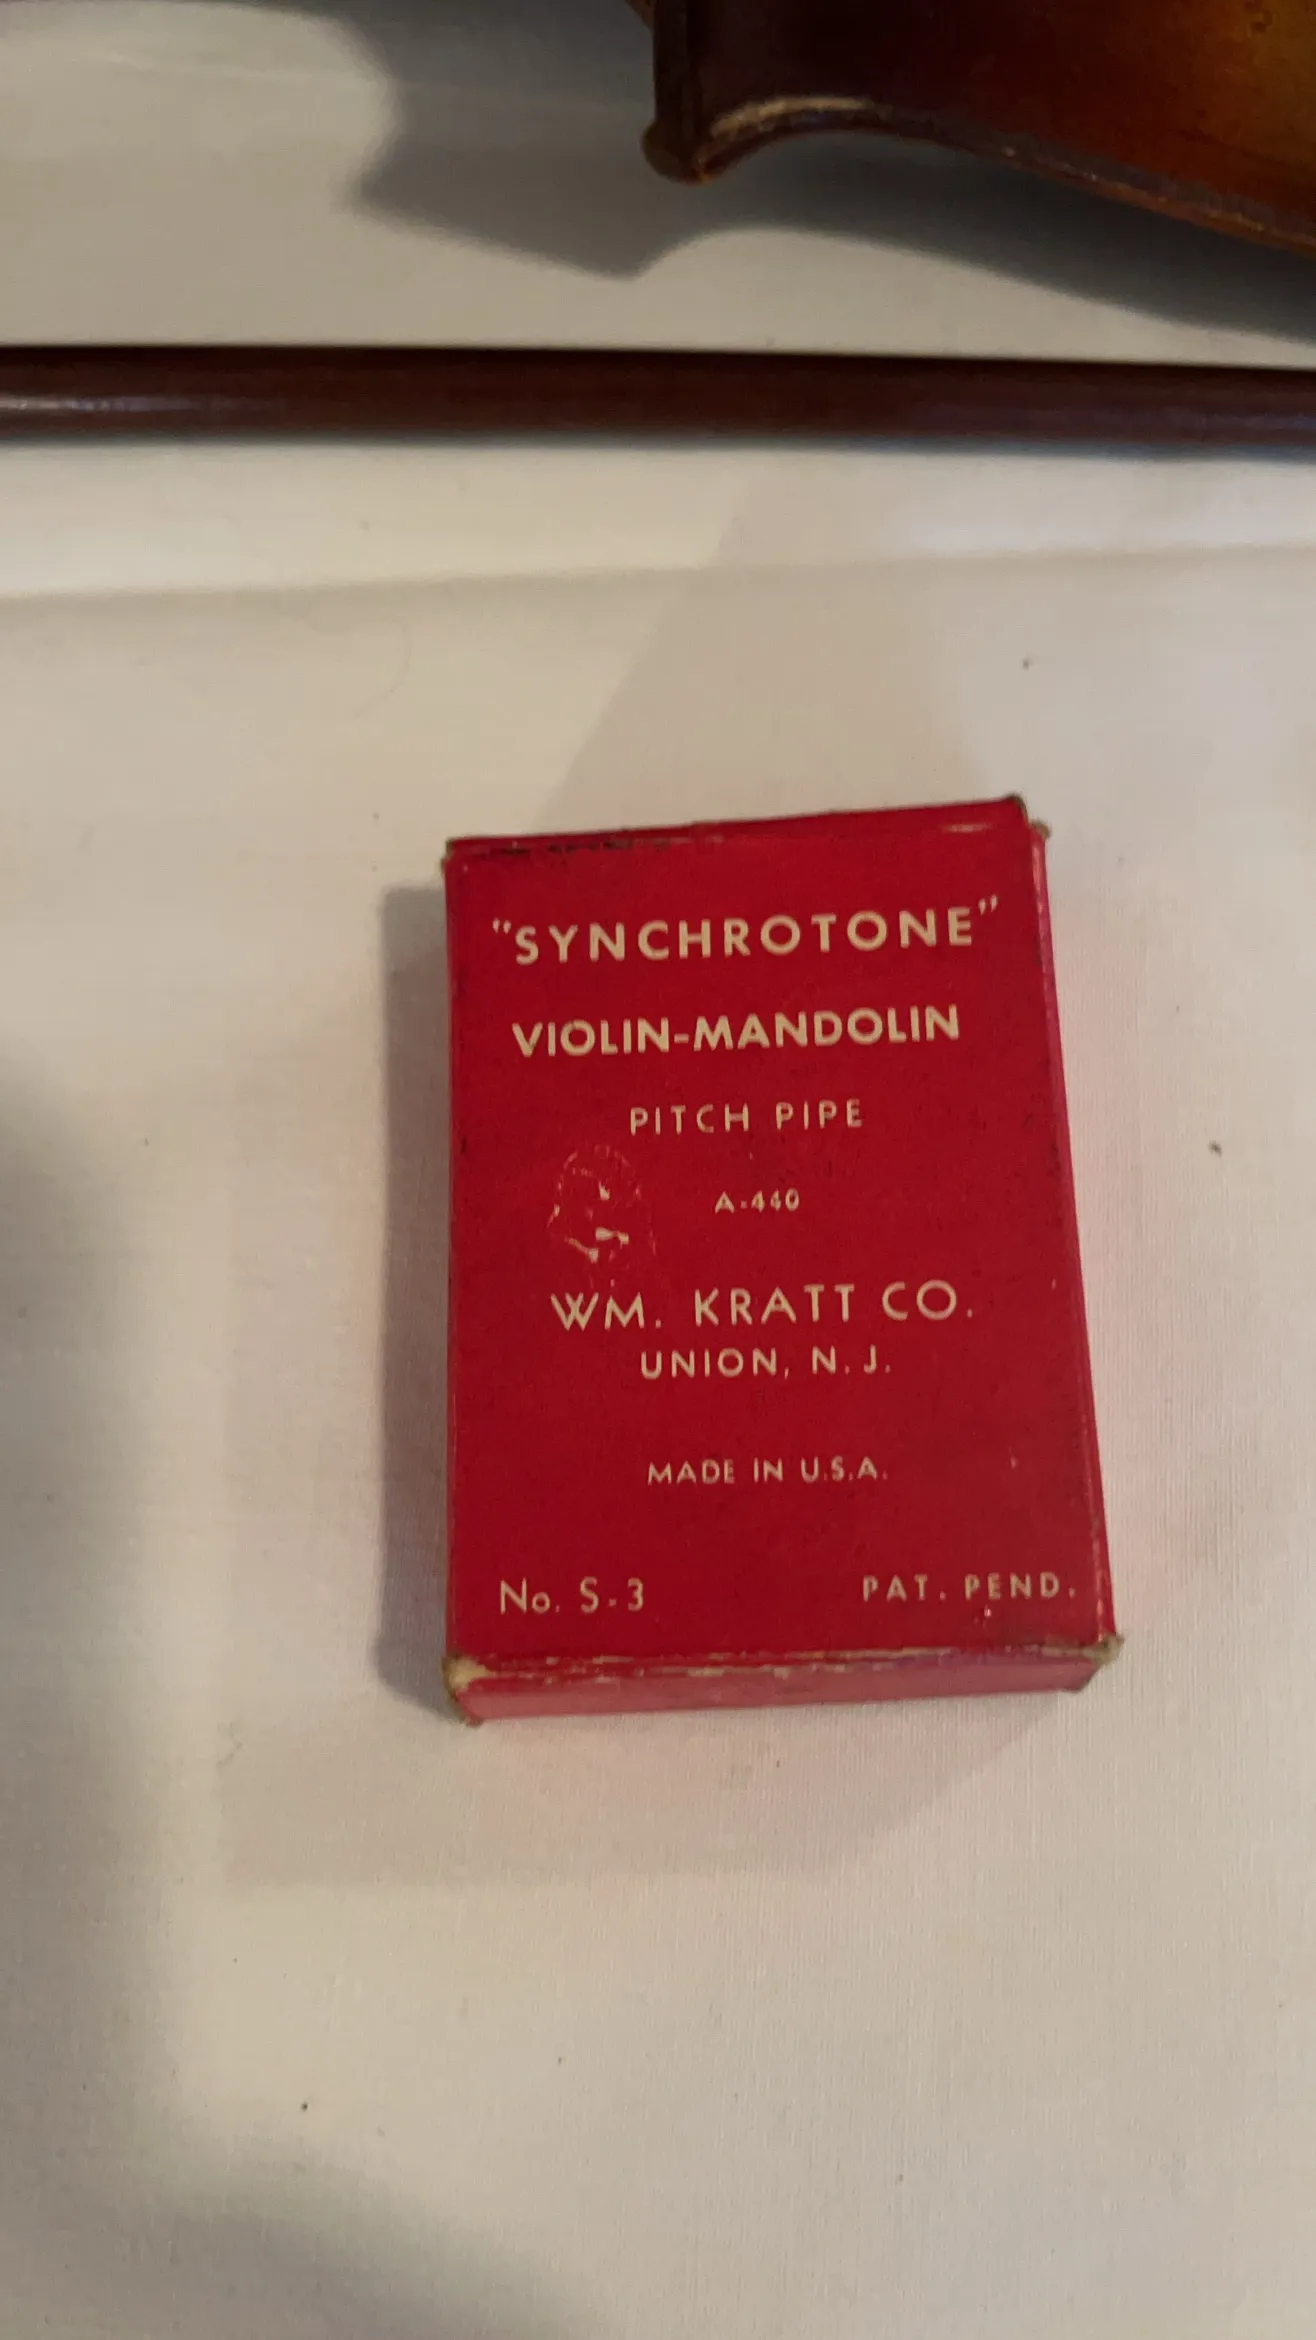 "SYNCHROTONE"
VIOLIN-MANDOLIN
PITCH PIPE
A-440
WM. KRATT CO.
UNION, N. J.
MADE IN U.S.A.
No. S-3 PAT. PEND.